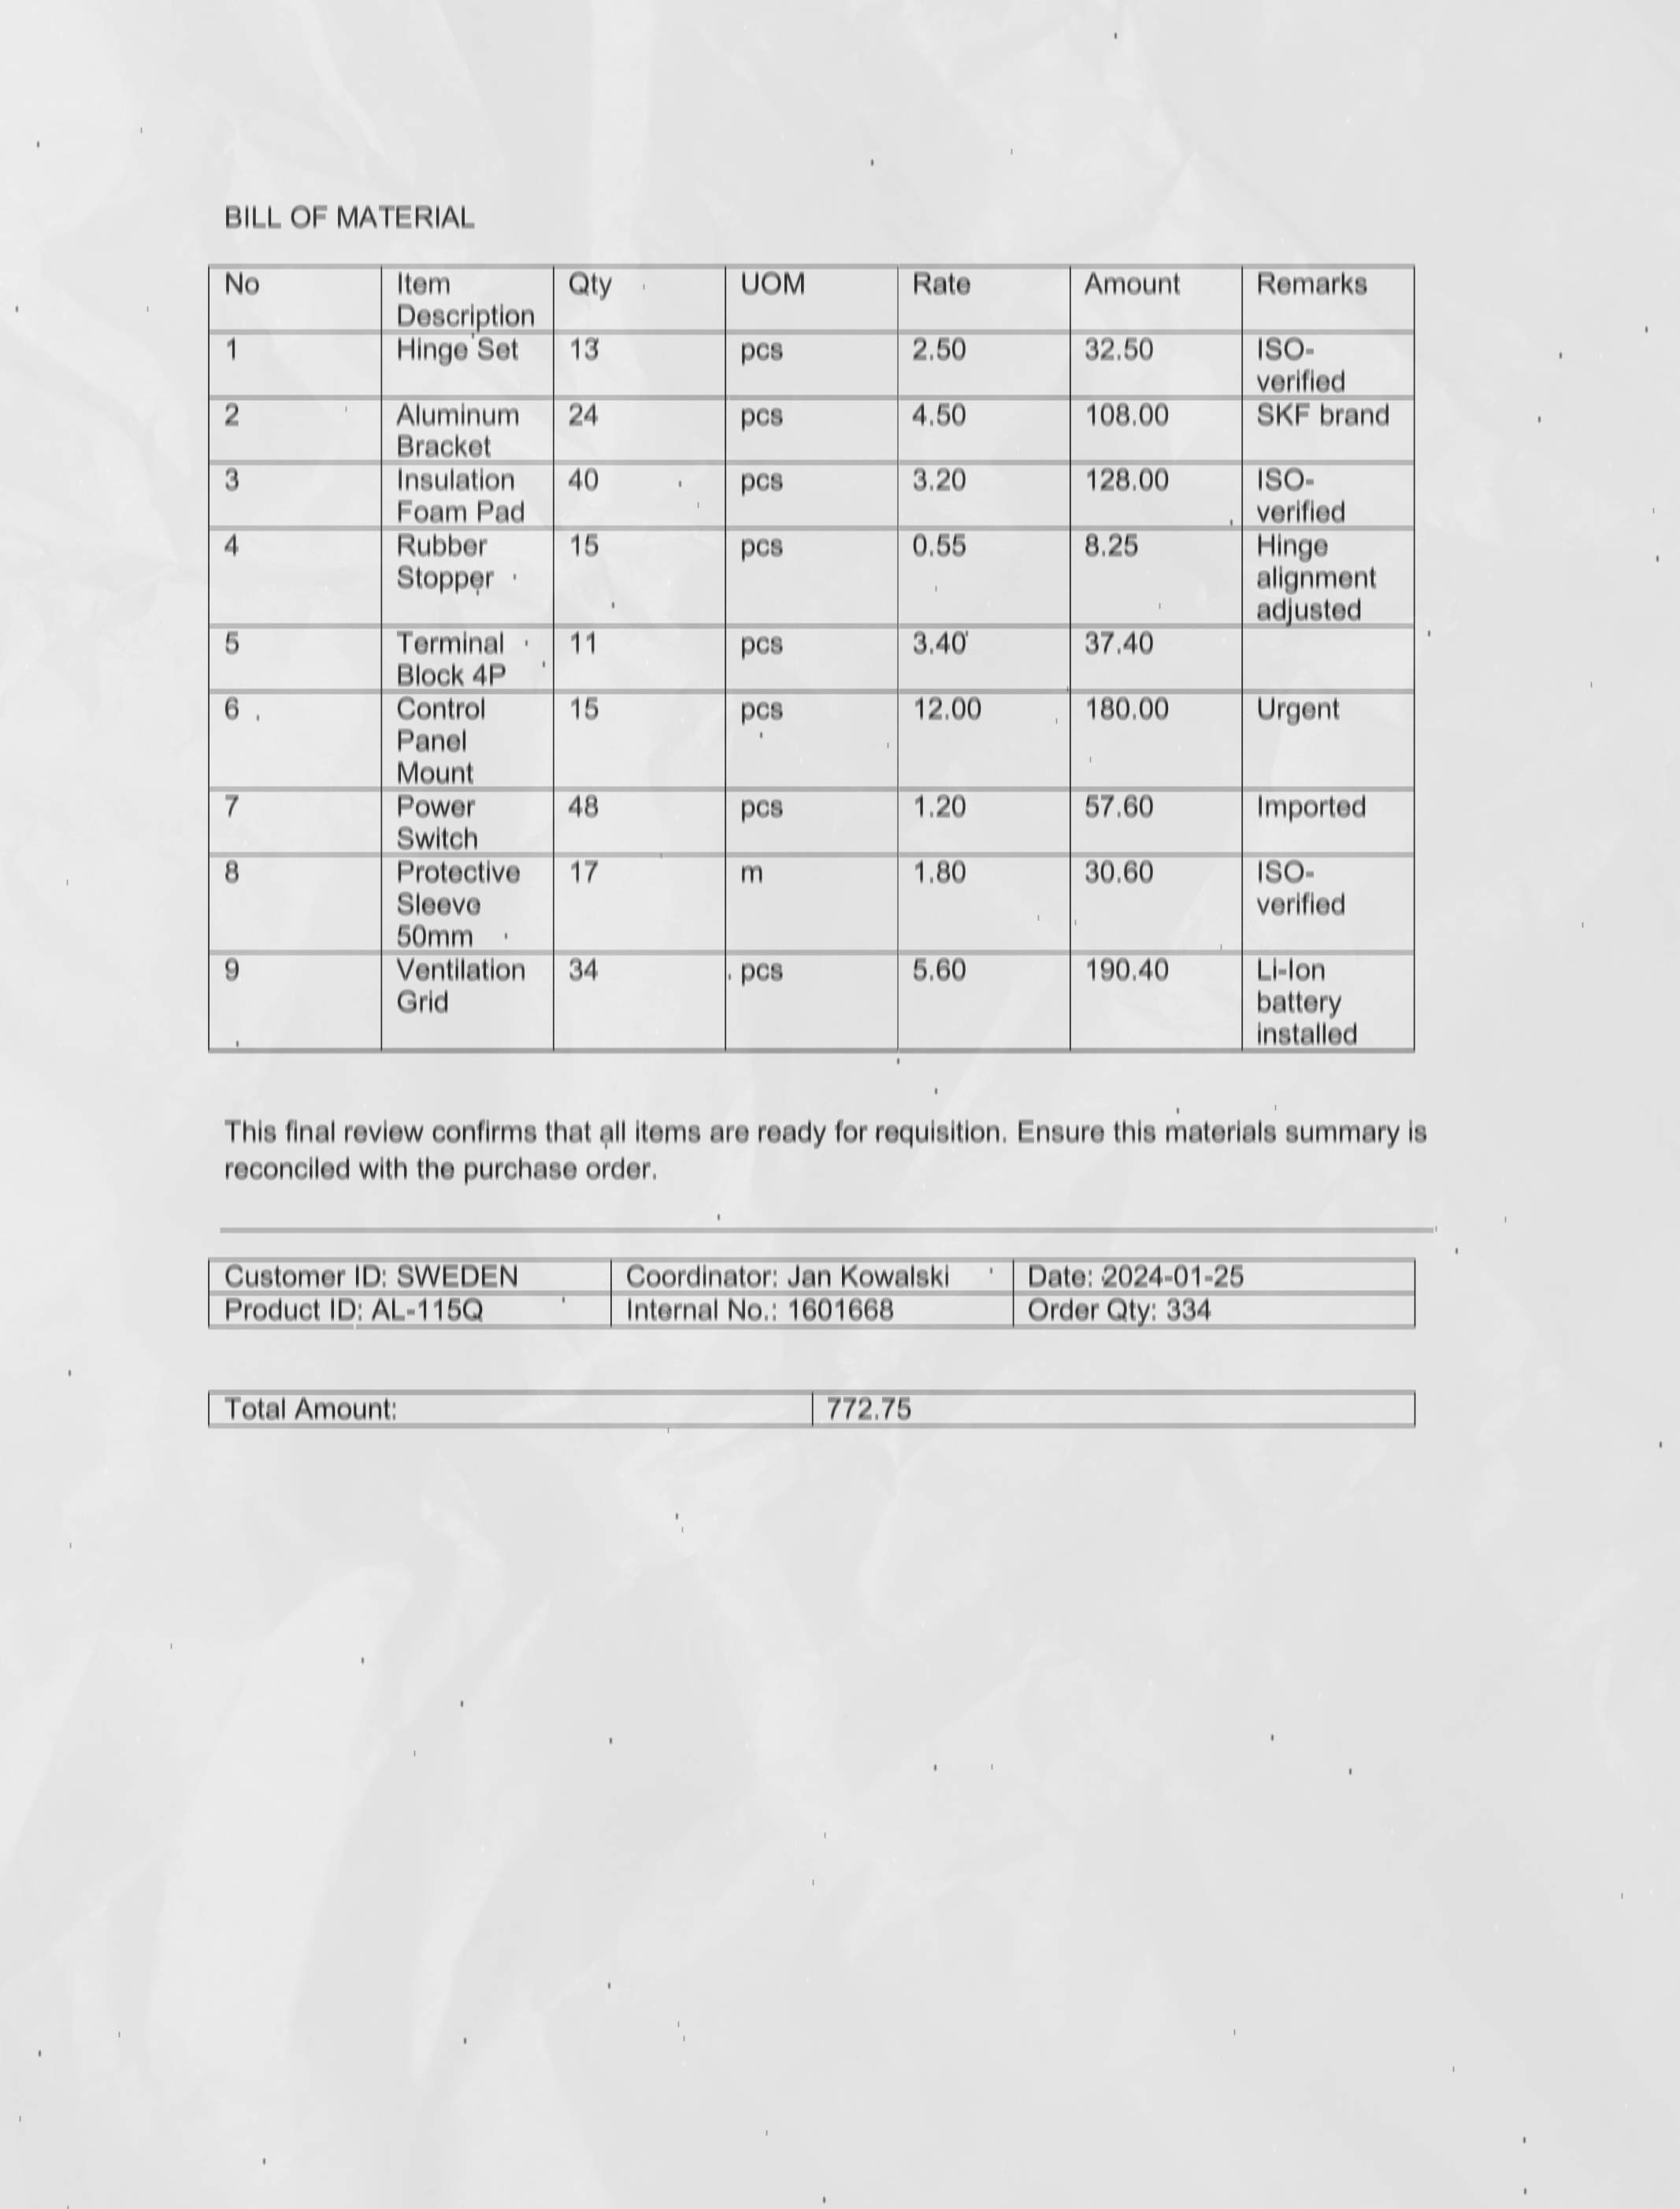 BILL OF MATERIAL
No Item Description Qty UOM Rate Amount Remarks
1 Hinge Set 13 pcs 2.50 32.50 ISO-verified
2 Aluminum Bracket 24 pcs 4.50 108.00 SKF brand
3 Insulation Foam Pad 40 pcs 3.20 128.00 ISO-verified
4 Rubber Stopper 15 pcs 0.55 8.25 Hinge alignment adjusted
5 Terminal Block 4P 11 pcs 3.40 37.40
6 Control Panel Mount 15 pcs 12.00 180.00 Urgent
7 Power Switch 48 pcs 1.20 57.60 Imported
8 Protective Sleeve 50mm 17 m 1.80 30.60 ISO-verified
9 Ventilation Grid 34 pcs 5.60 190.40 Li-Ion battery installed
This final review confirms that all items are ready for requisition. Ensure this materials summary is
reconciled with the purchase order.
Customer ID: SWEDEN Coordinator: Jan Kowalski Date: 2024-01-25
Product ID: AL-115Q Internal No.: 1601668 Order Qty: 334
Total Amount: 772.75